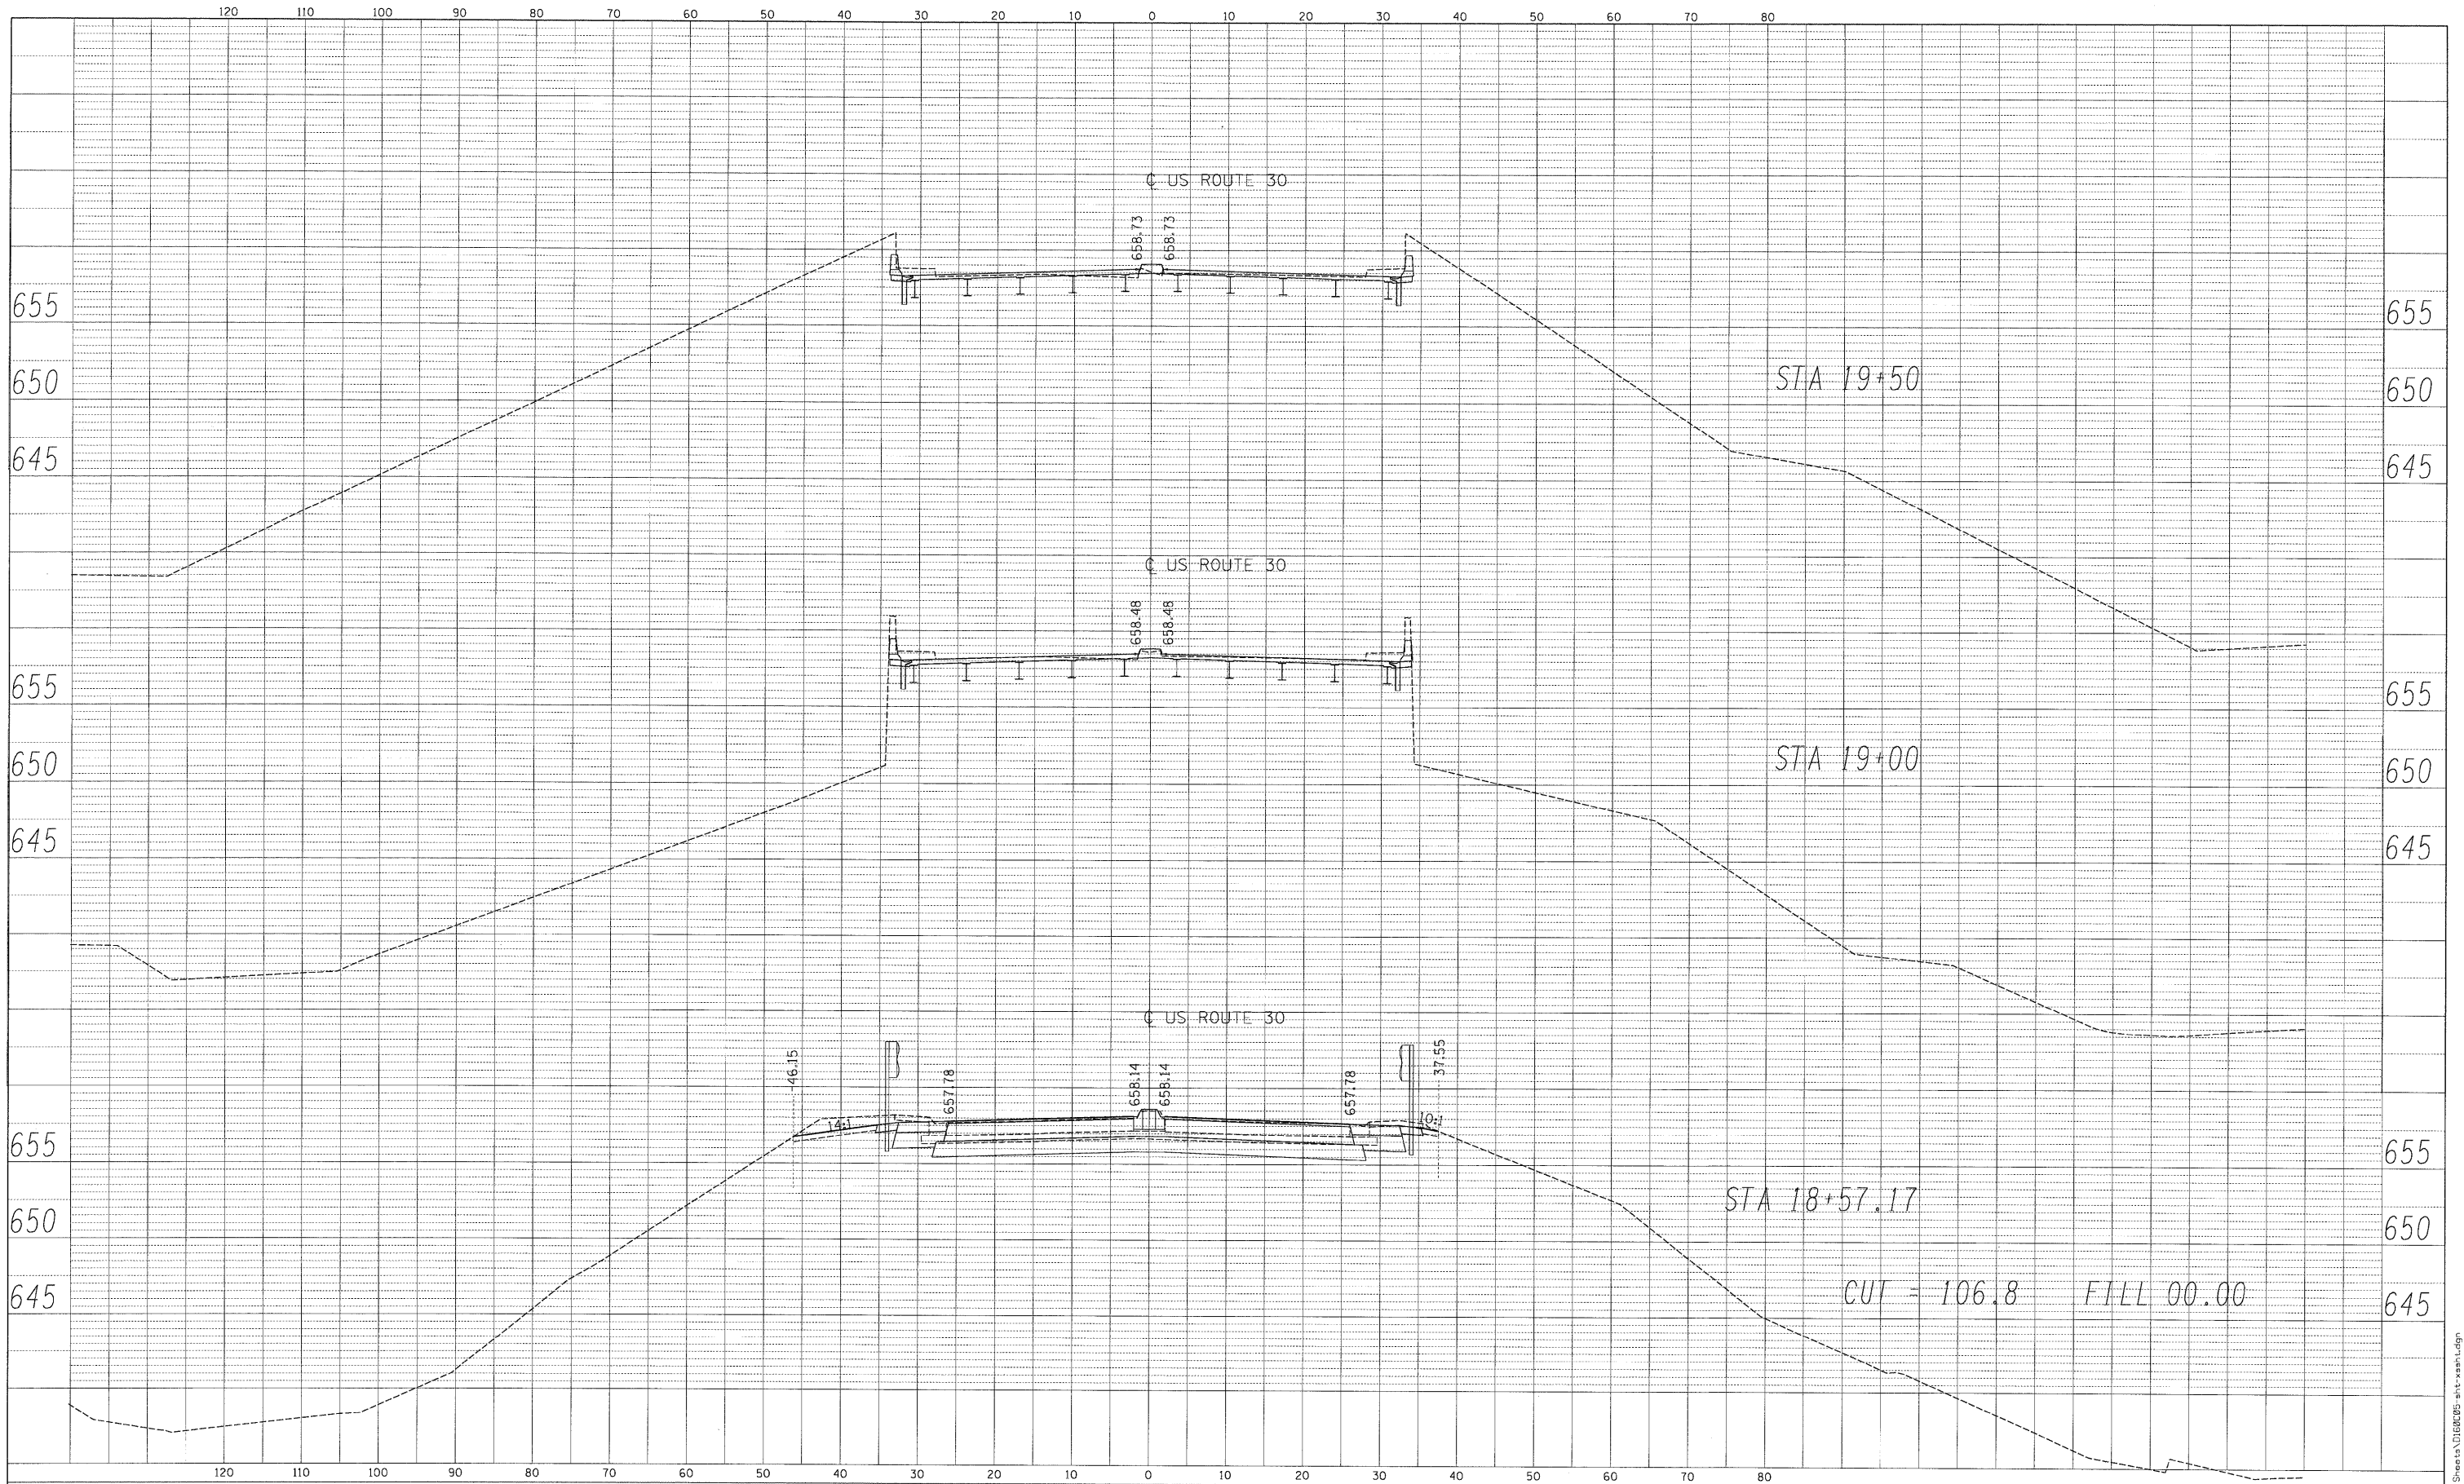 120 110 100 90 80 70 60 50 40 30 20 10 0 10 20 30 40 50 60 70 80
℄ US ROUTE 30
658.73 658.73
655 655
STA 19+50
650 650
645 645
℄ US ROUTE 30
658.48 658.48
655 655
STA 19+00
650 650
645 645
℄ US ROUTE 30
46.15 657.78 658.14 658.14 657.78 37.55
14:1 10:1
655 655
STA 18+57.17
650 650
CUT = 106.8 FILL 00.00
645 645
120 110 100 90 80 70 60 50 40 30 20 10 0 10 20 30 40 50 60 70 80